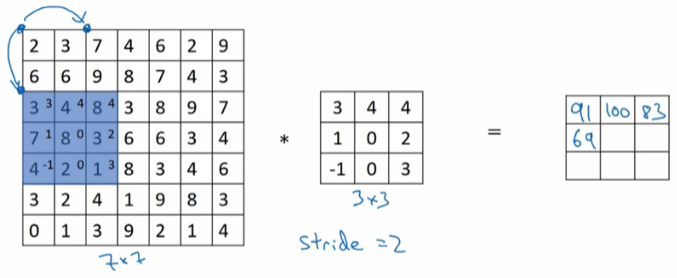 2 3 7 4 6 2 9
6 6 9 8 7 4 3
3 3 4 4 8 4 3 8 9 7 3 4 4 91 100 83
7 1 8 0 3 2 6 6 3 4 * 1 0 2 = 69
4 -1 2 0 1 3 8 3 4 6 -1 0 3
3 2 4 1 9 8 3 3×3
0 1 3 9 2 1 4 stride = 2
7×7